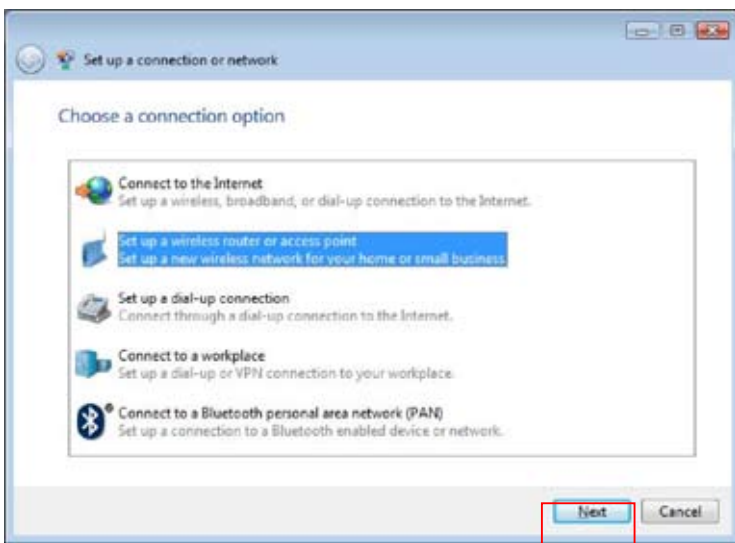 Set up a connection or network
Choose a connection option
Connect to the Internet
Set up a wireless, broadband, or dial-up connection to the Internet.
Set up a wireless router or access point
Set up a new wireless network for your home or small business
Set up a dial-up connection
Connect through a dial-up connection to the Internet.
Connect to a workplace
Set up a dial-up or VPN connection to your workplace.
Connect to a Bluetooth personal area network (PAN)
Set up a connection to a Bluetooth enabled device or network.
Next Cancel